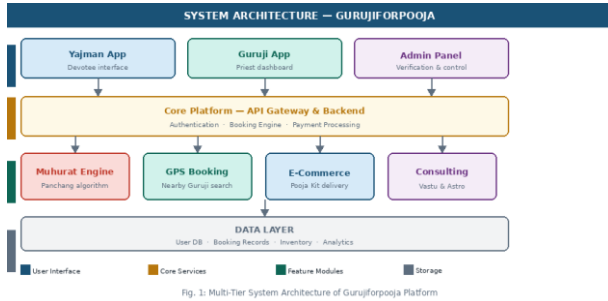 SYSTEM ARCHITECTURE — GURUJIFORPOOJA
Yajman App
Devotee interface
Guruji App
Priest dashboard
Admin Panel
Verification & control
Core Platform — API Gateway & Backend
Authentication · Booking Engine · Payment Processing
Muhurat Engine
Panchang algorithm
GPS Booking
Nearby Guruji search
E-Commerce
Pooja Kit delivery
Consulting
Vastu & Astro
DATA LAYER
User DB · Booking Records · Inventory · Analytics
User Interface
Core Services
Feature Modules
Storage
Fig. 1: Multi-Tier System Architecture of Gurujiforpooja Platform